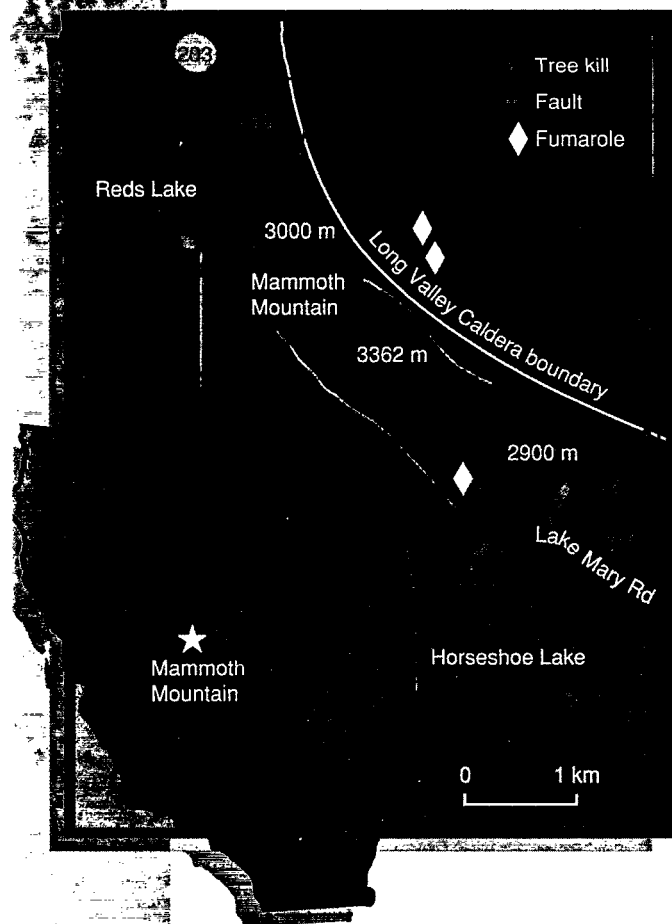 203
Tree kill
Fault
Fumarole
Reds Lake
3000 m
Long Valley Caldera boundary
Mammoth
Mountain
3362 m
2900 m
Lake Mary Rd
Mammoth
Mountain
Horseshoe Lake
0 1 km